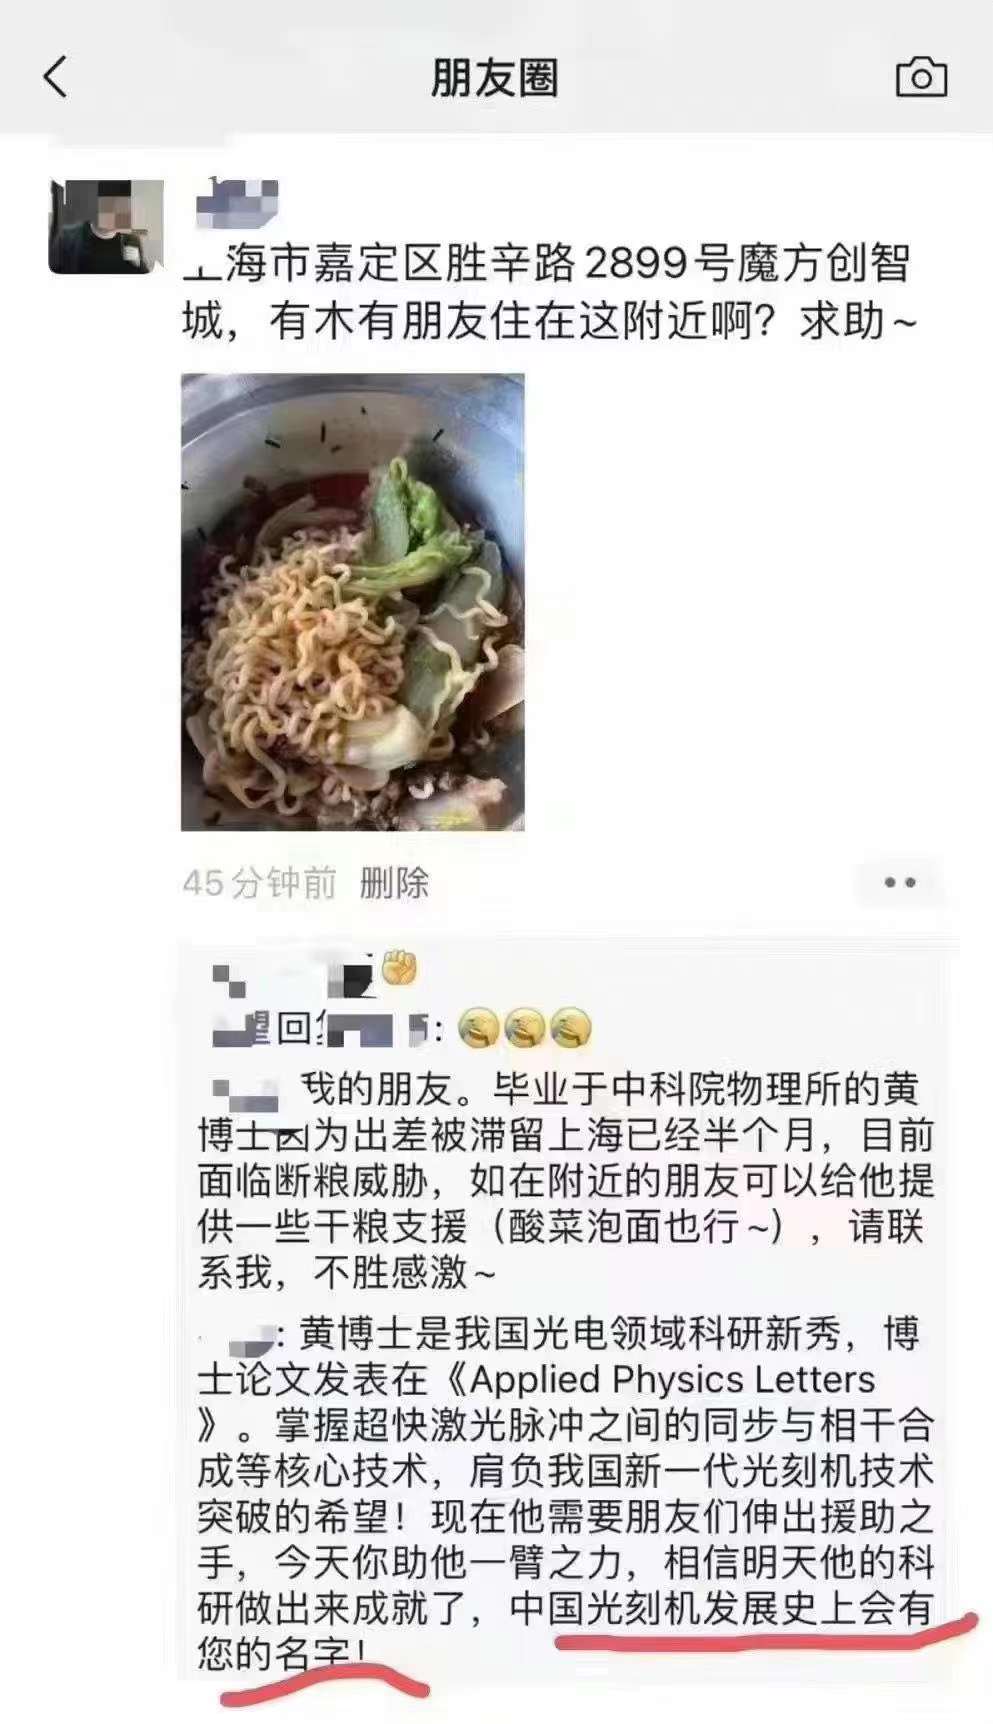 朋友圈
上海市嘉定区胜辛路2899号魔方创智
城，有木有朋友住在这附近啊？求助~
45分钟前 删除
回复 :
我的朋友。毕业于中科院物理所的黄
博士因为出差被滞留上海已经半个月，目前
面临断粮威胁，如在附近的朋友可以给他提
供一些干粮支援（酸菜泡面也行~），请联
系我，不胜感激~
: 黄博士是我国光电领域科研新秀，博
士论文发表在《Applied Physics Letters
》。掌握超快激光脉冲之间的同步与相干合
成等核心技术，肩负我国新一代光刻机技术
突破的希望！现在他需要朋友们伸出援助之
手，今天你助他一臂之力，相信明天他的科
研做出来成就了，中国光刻机发展史上会有
您的名字！